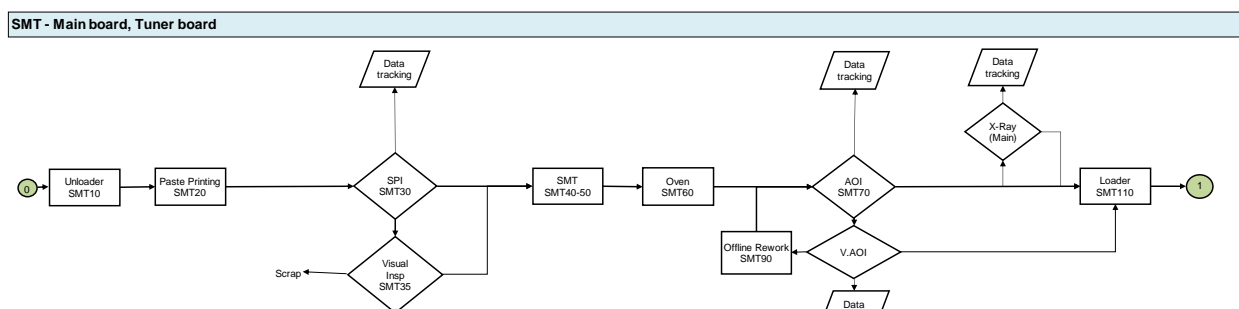 SMT - Main board, Tuner board
Data
tracking
Data
tracking
Data
tracking
X-Ray
(Main)
0
Unloader
SMT10
Paste Printing
SMT20
SPI
SMT30
SMT
SMT40-50
Oven
SMT60
AOI
SMT70
Loader
SMT110
1
Scrap
Visual
Insp
SMT35
Offline Rework
SMT90
V.AOI
Data